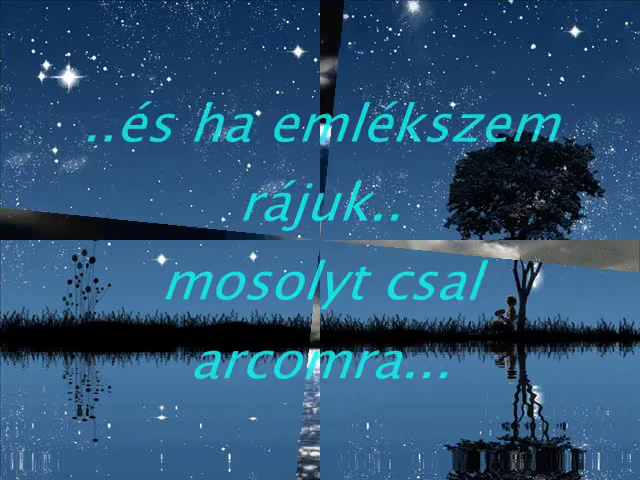 ..és ha emlékszem
rájuk..
mosolyt csal
arcomra...